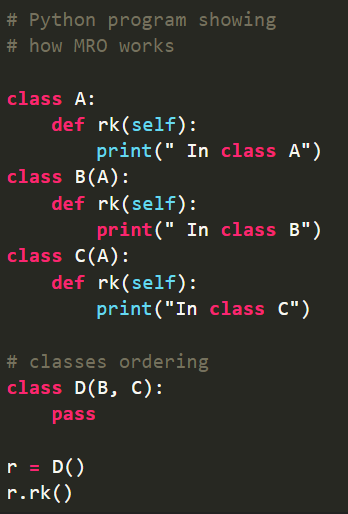 # Python program showing
# how MRO works

class A:
    def rk(self):
        print(" In class A")
class B(A):
    def rk(self):
        print(" In class B")
class C(A):
    def rk(self):
        print("In class C")

# classes ordering
class D(B, C):
    pass

r = D()
r.rk()